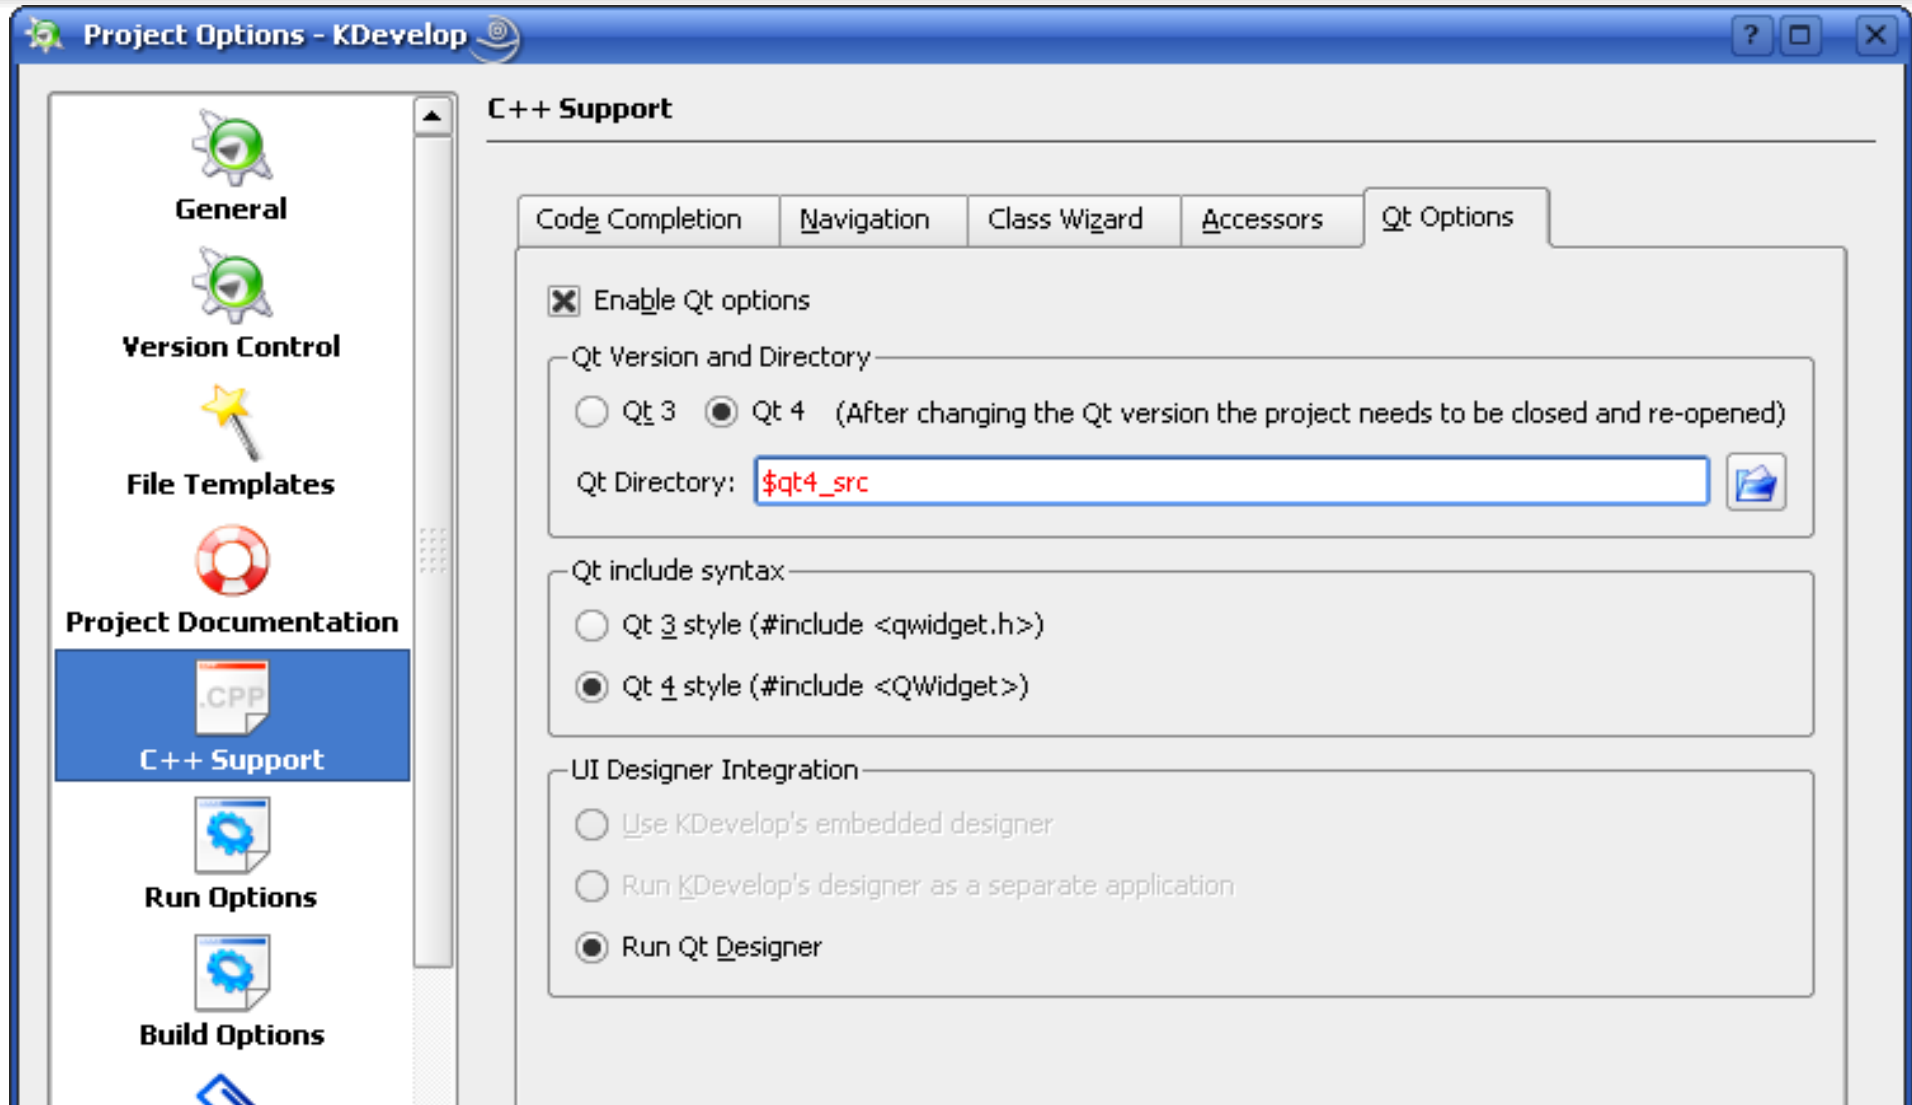 Project Options - KDevelop
?
General
Version Control
File Templates
Project Documentation
.CPP
C++ Support
Run Options
Build Options
C++ Support
Code Completion Navigation Class Wizard Accessors Qt Options
Enable Qt options
Qt Version and Directory
Qt 3 Qt 4 (After changing the Qt version the project needs to be closed and re-opened)
Qt Directory: $qt4_src
Qt include syntax
Qt 3 style (#include <qwidget.h>)
Qt 4 style (#include <QWidget>)
UI Designer Integration
Use KDevelop's embedded designer
Run KDevelop's designer as a separate application
Run Qt Designer